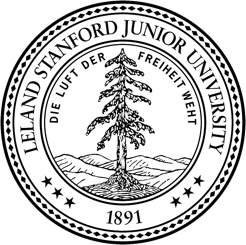 LELAND STANFORD JUNIOR UNIVERSITY
DIE LUFT DER FREIHEIT WEHT
1891